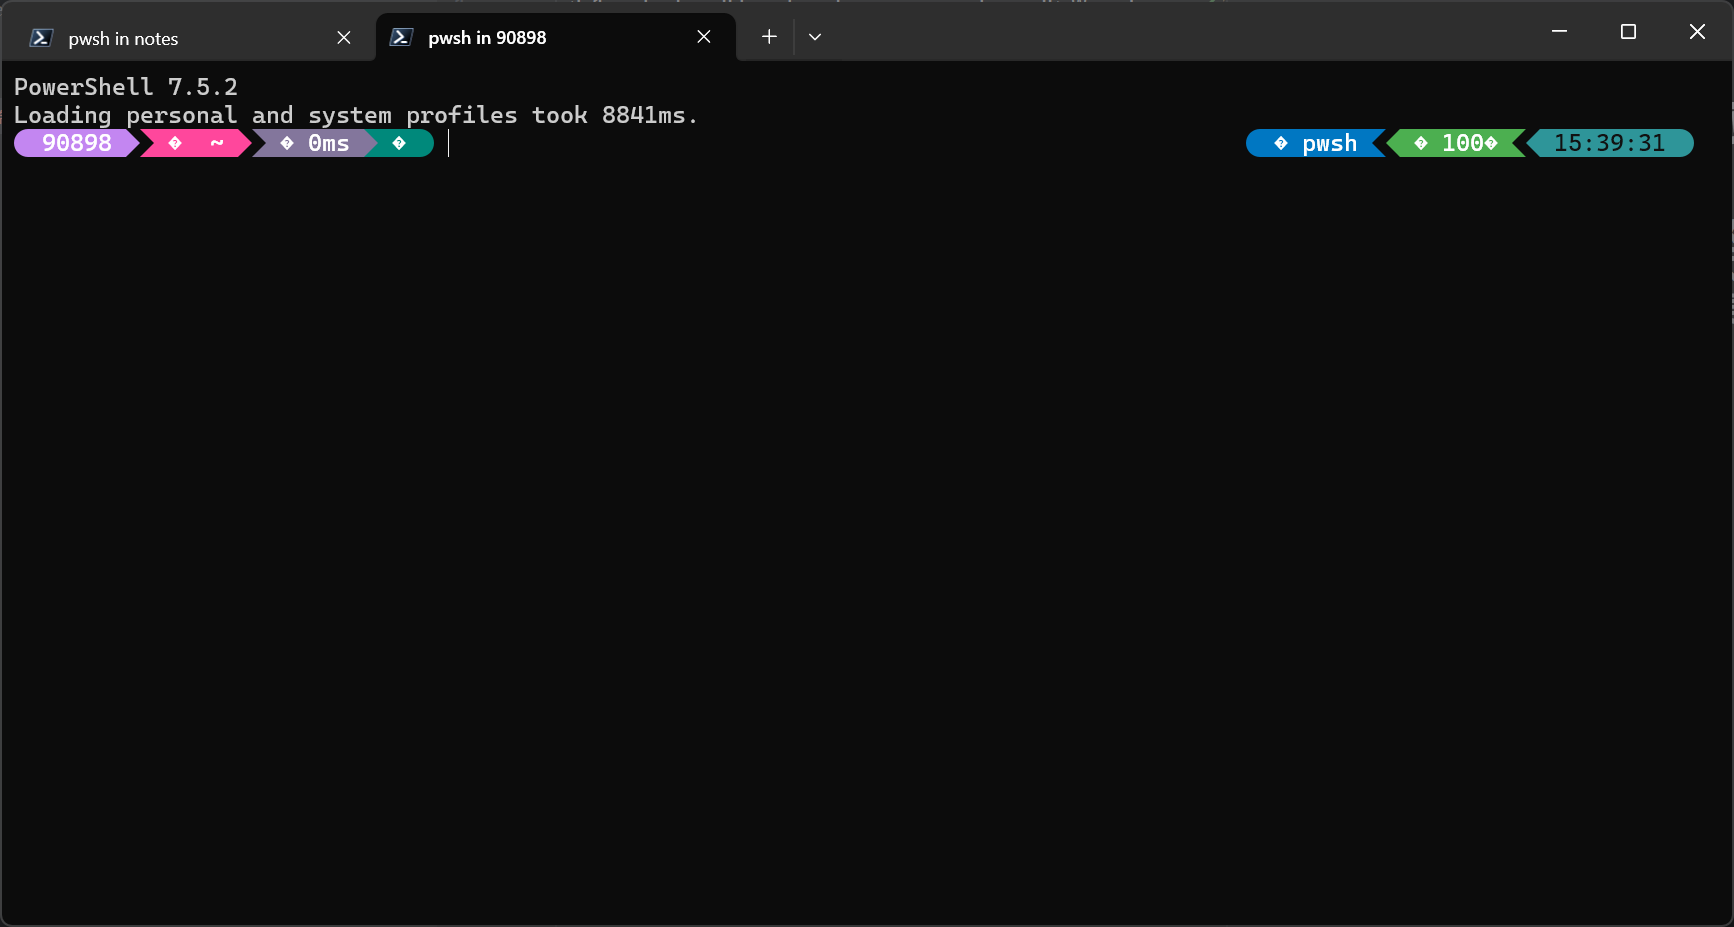 pwsh in notes
pwsh in 90898
PowerShell 7.5.2
Loading personal and system profiles took 8841ms.
90898 � ~ � 0ms � � pwsh � 100� 15:39:31